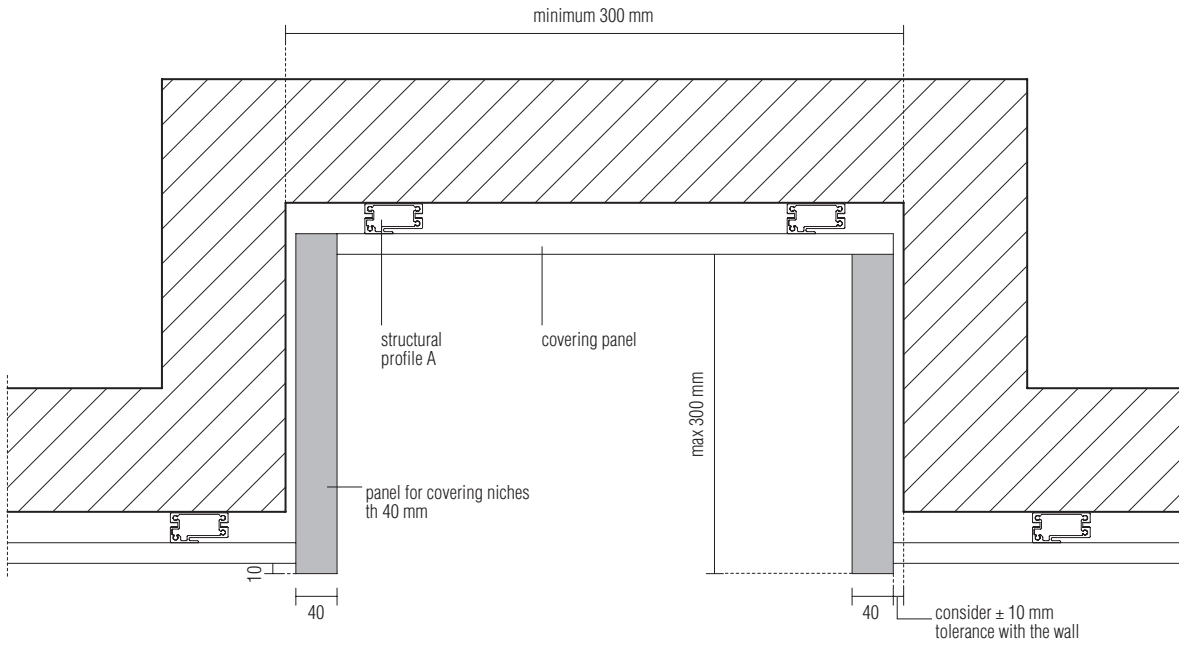 minimum 300 mm
structural
profile A
covering panel
max 300 mm
panel for covering niches
th 40 mm
10
40
40
consider ± 10 mm
tolerance with the wall